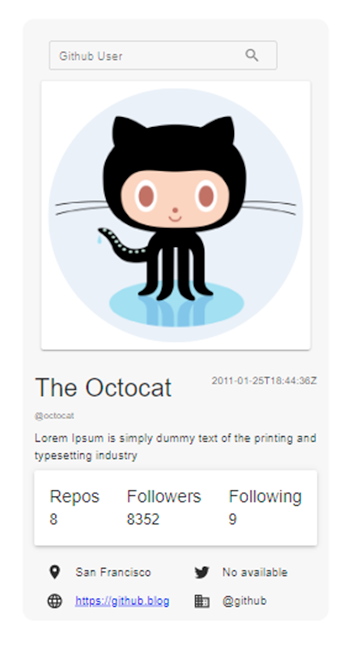 Github User
The Octocat
2011-01-25T18:44:36Z
@octocat
Lorem Ipsum is simply dummy text of the printing and
typesetting industry
Repos Followers Following
8 8352 9
San Francisco No available
https://github.blog @github